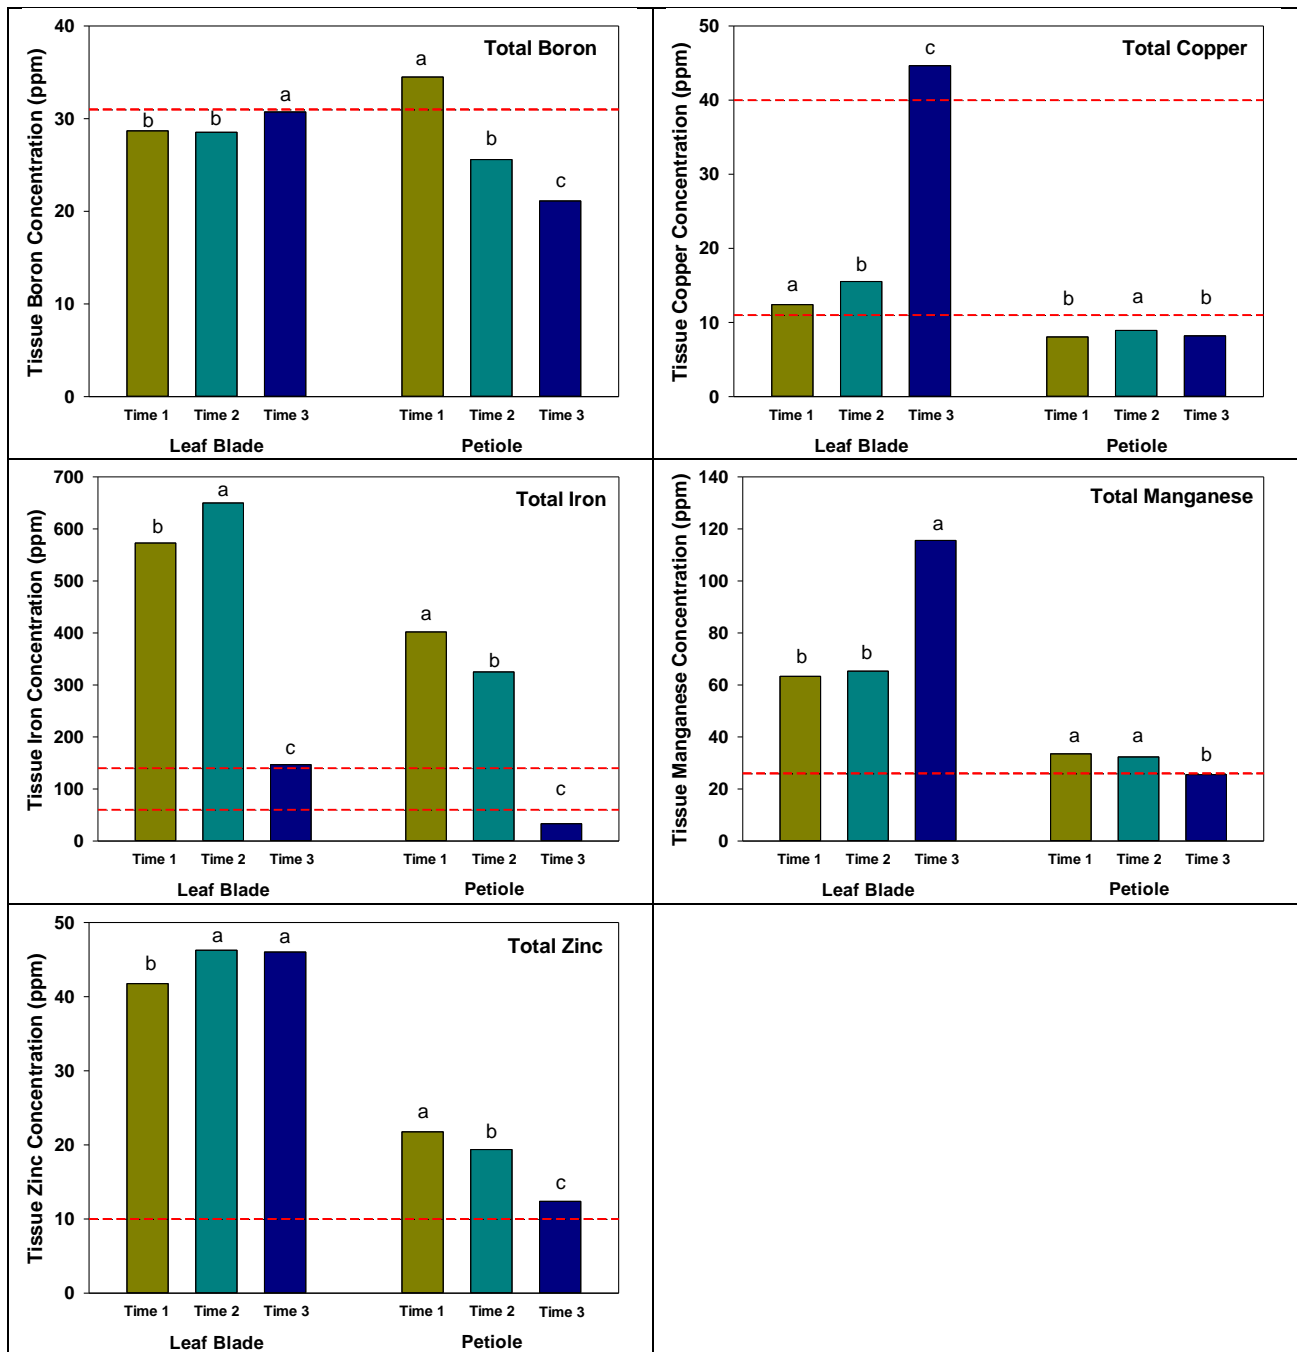 Total Boron
Tissue Boron Concentration (ppm)
40
30
20
10
0
b
b
a
a
b
c
Time 1 Time 2 Time 3 Time 1 Time 2 Time 3
Leaf Blade Petiole
Total Copper
Tissue Copper Concentration (ppm)
50
40
30
20
10
0
a
b
c
b
a
b
Time 1 Time 2 Time 3 Time 1 Time 2 Time 3
Leaf Blade Petiole
Total Iron
Tissue Iron Concentration (ppm)
700
600
500
400
300
200
100
0
b
a
c
a
b
c
Time 1 Time 2 Time 3 Time 1 Time 2 Time 3
Leaf Blade Petiole
Total Manganese
Tissue Manganese Concentration (ppm)
140
120
100
80
60
40
20
0
b
b
a
a
a
b
Time 1 Time 2 Time 3 Time 1 Time 2 Time 3
Leaf Blade Petiole
Total Zinc
Tissue Zinc Concentration (ppm)
50
40
30
20
10
0
b
a
a
a
b
c
Time 1 Time 2 Time 3 Time 1 Time 2 Time 3
Leaf Blade Petiole